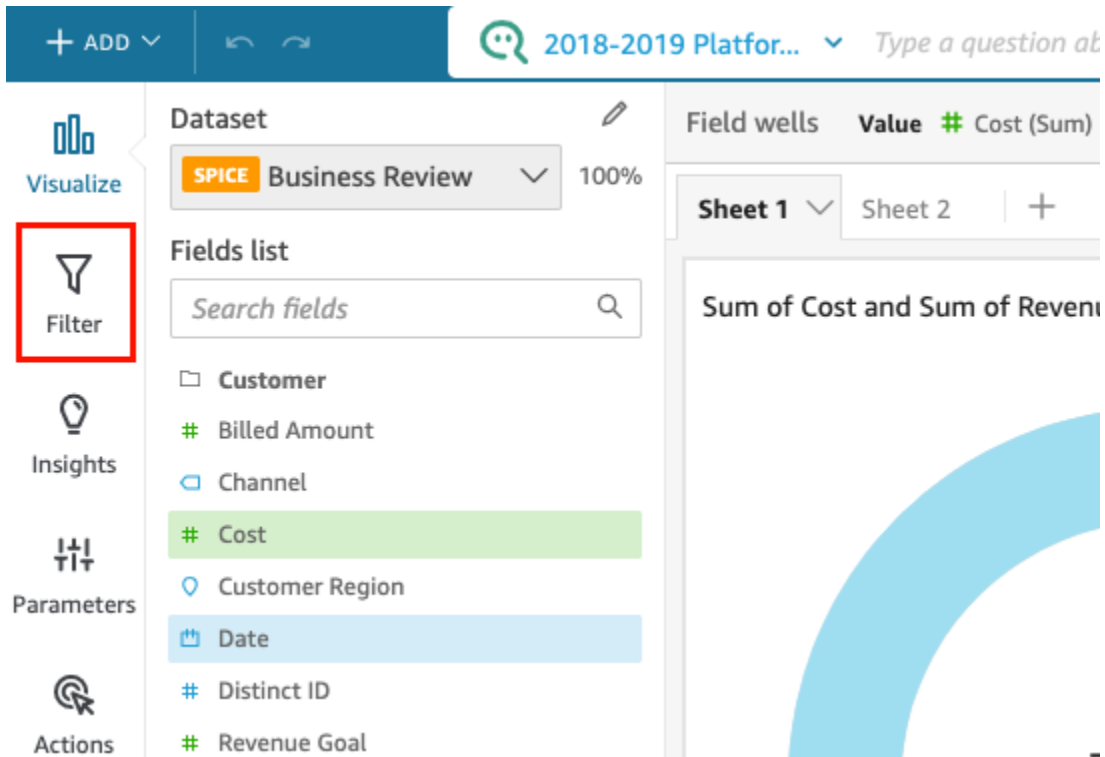 ADD
2018-2019 Platfor...
Type a question ab
Visualize
Filter
Insights
Parameters
Actions
Dataset
SPICE Business Review 100%
Fields list
Search fields
Customer
# Billed Amount
Channel
# Cost
Customer Region
Date
# Distinct ID
# Revenue Goal
Field wells Value # Cost (Sum)
Sheet 1 Sheet 2 +
Sum of Cost and Sum of Revenu